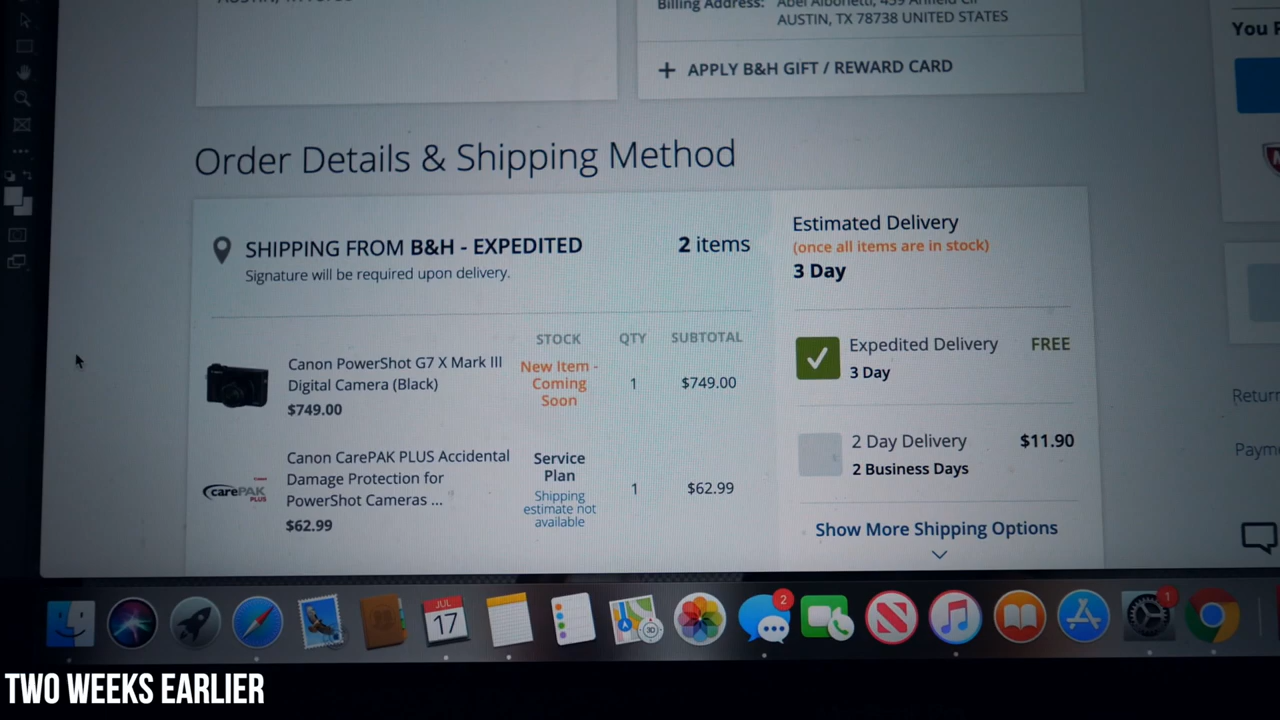 Billing Address:
AUSTIN, TX 78738 UNITED STATES
+ APPLY B&H GIFT / REWARD CARD
Order Details & Shipping Method
SHIPPING FROM B&H - EXPEDITED 2 items
Signature will be required upon delivery.
STOCK QTY SUBTOTAL
Canon PowerShot G7 X Mark III
Digital Camera (Black)
$749.00
New Item -
Coming
Soon
1
$749.00
Canon CarePAK PLUS Accidental
Damage Protection for
PowerShot Cameras ...
$62.99
carePAK
PLUS
Service
Plan
Shipping
estimate not
available
1
$62.99
Estimated Delivery
(once all items are in stock)
3 Day
Expedited Delivery FREE
3 Day
2 Day Delivery $11.90
2 Business Days
Show More Shipping Options
You
Return
Paym
JUL
17
3D
2
1
TWO WEEKS EARLIER